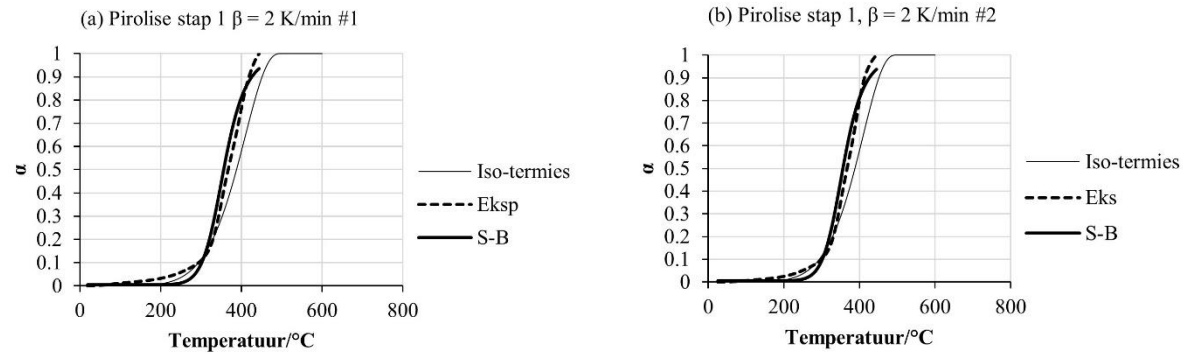 (a) Pirolise stap 1 β = 2 K/min #1
1
0.9
0.8
0.7
0.6
0.5
0.4
0.3
0.2
0.1
0
α
0 200 400 600 800
Temperatuur/°C
Iso-termies
Eksp
S-B
(b) Pirolise stap 1, β = 2 K/min #2
1
0.9
0.8
0.7
0.6
0.5
0.4
0.3
0.2
0.1
0
α
0 200 400 600 800
Temperatuur/°C
Iso-termies
Eks
S-B